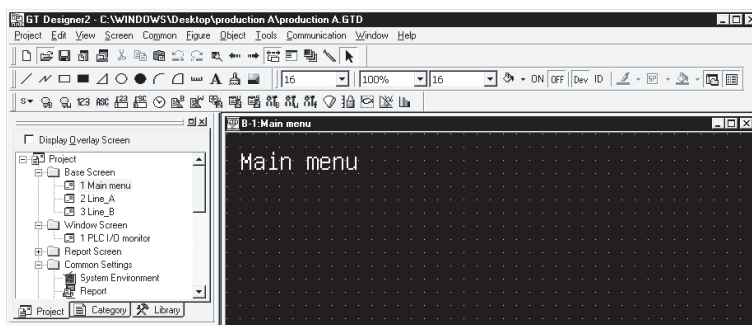 GT Designer2 - C:\WINDOWS\Desktop\production A\production A.GTD
Project Edit View Screen Common Figure Object Tools Communication Window Help
16 100% 16 ON OFF Dev ID SP
S 123 ASC
Display Overlay Screen
Project
Base Screen
1 Main menu
2 Line_A
3 Line_B
Window Screen
1 PLC I/O monitor
Report Screen
Common Settings
System Environment
Report
Project Category Library
B-1:Main menu
Main menu